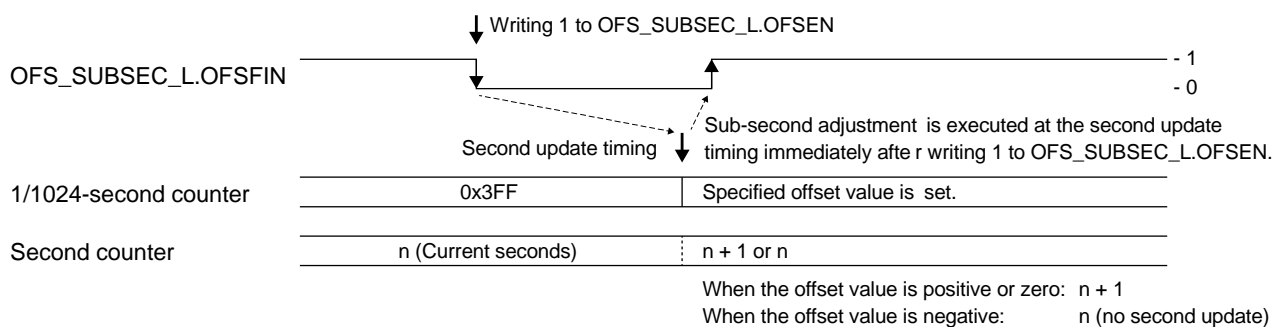 Writing 1 to OFS_SUBSEC_L.OFSEN
OFS_SUBSEC_L.OFSFIN
- 1
- 0
Second update timing
Sub-second adjustment is executed at the second update
timing immediately afte r writing 1 to OFS_SUBSEC_L.OFSEN.
1/1024-second counter
0x3FF
Specified offset value is set.
Second counter
n (Current seconds)
n + 1 or n
When the offset value is positive or zero: n + 1
When the offset value is negative: n (no second update)